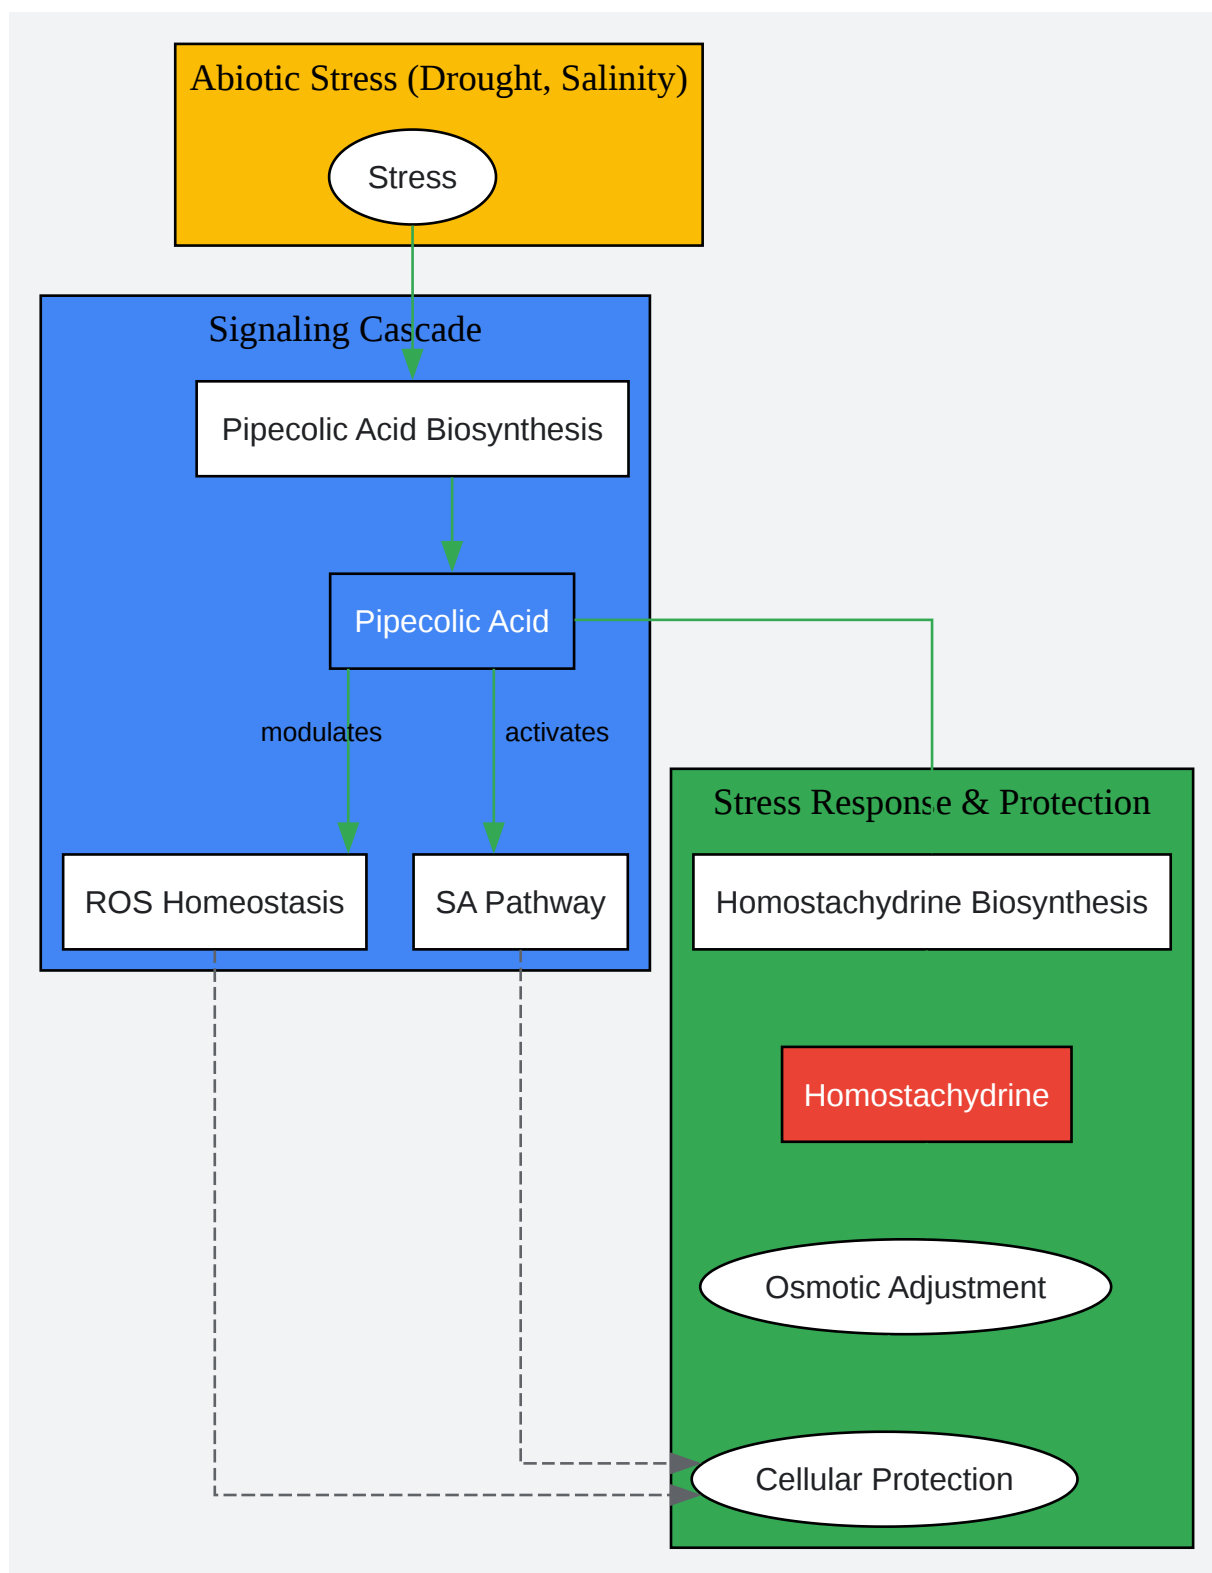 Abiotic Stress (Drought, Salinity)
Stress
Signaling Cascade
Pipecolic Acid Biosynthesis
Pipecolic Acid
modulates
activates
ROS Homeostasis
SA Pathway
Stress Response & Protection
Homostachydrine Biosynthesis
Homostachydrine
Osmotic Adjustment
Cellular Protection